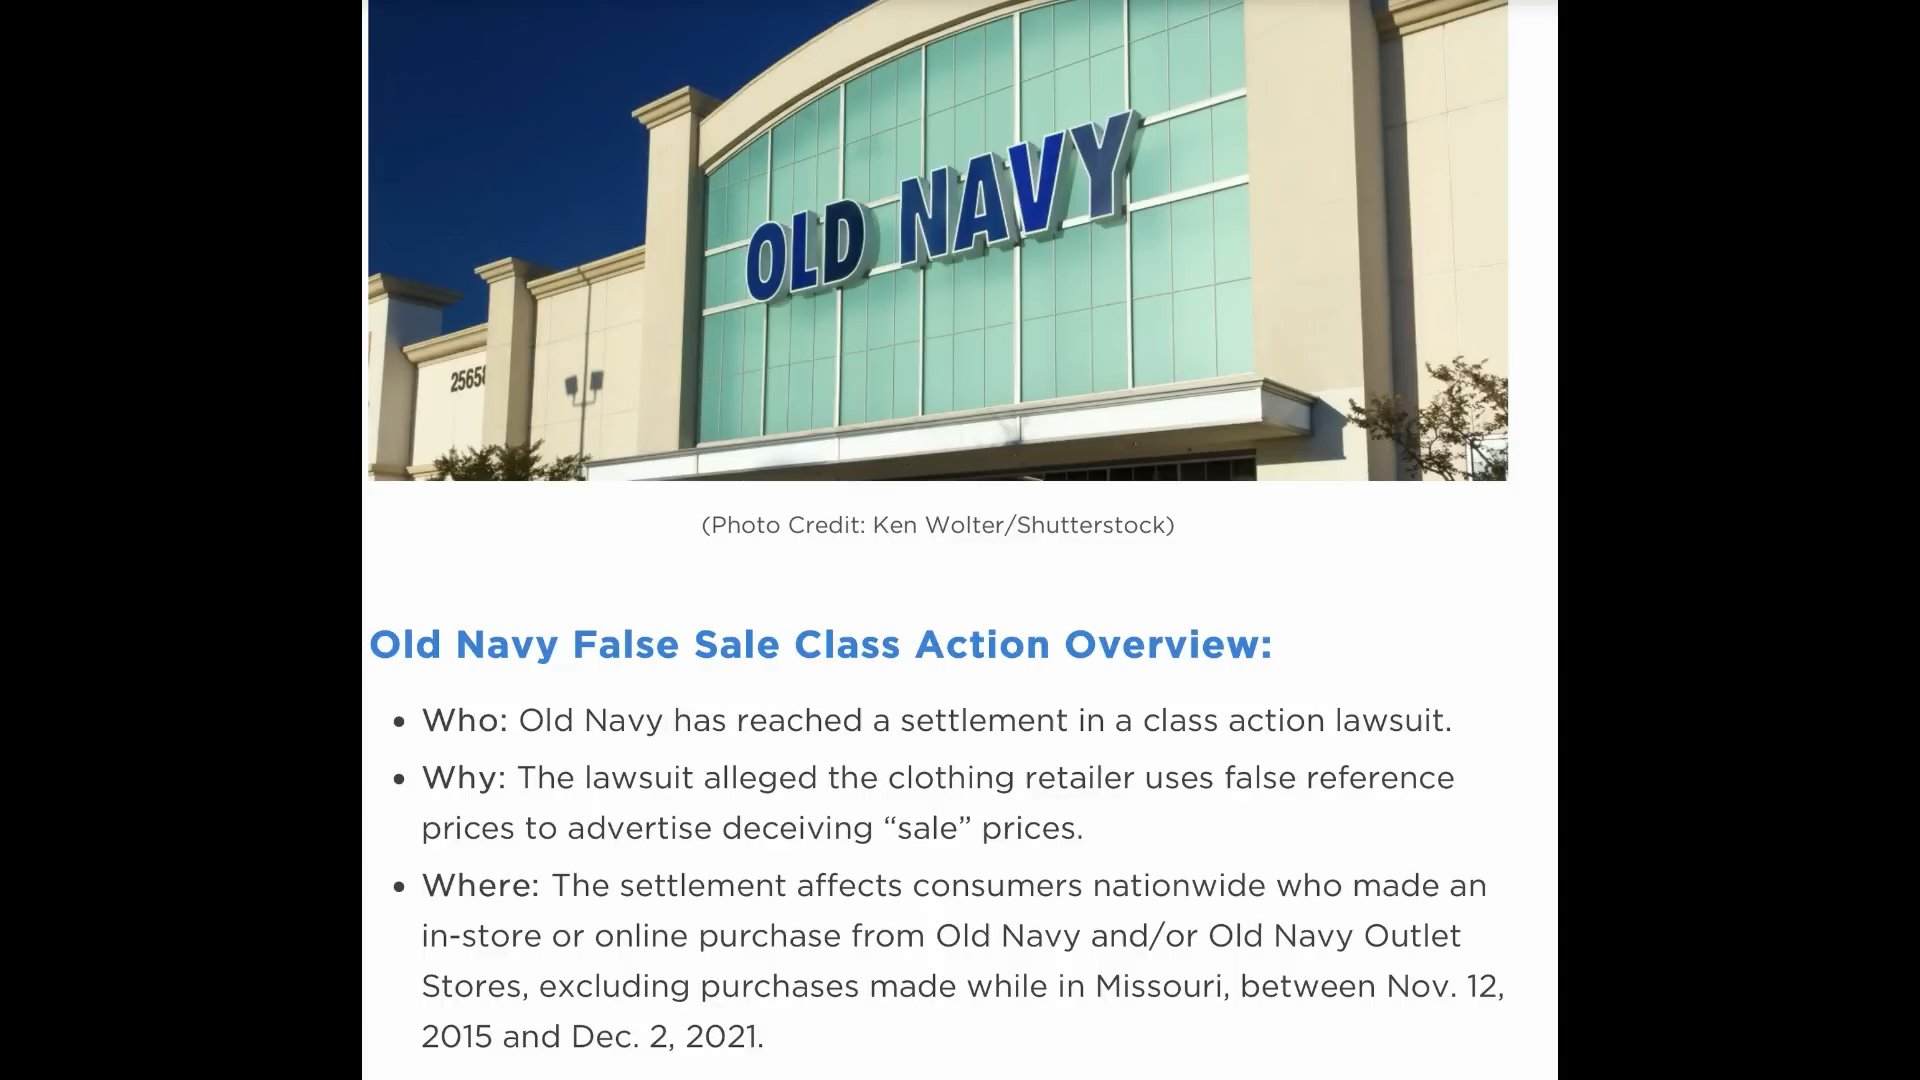 OLD NAVY
25658
(Photo Credit: Ken Wolter/Shutterstock)
Old Navy False Sale Class Action Overview:
• Who: Old Navy has reached a settlement in a class action lawsuit.
• Why: The lawsuit alleged the clothing retailer uses false reference
prices to advertise deceiving “sale” prices.
• Where: The settlement affects consumers nationwide who made an
in-store or online purchase from Old Navy and/or Old Navy Outlet
Stores, excluding purchases made while in Missouri, between Nov. 12,
2015 and Dec. 2, 2021.